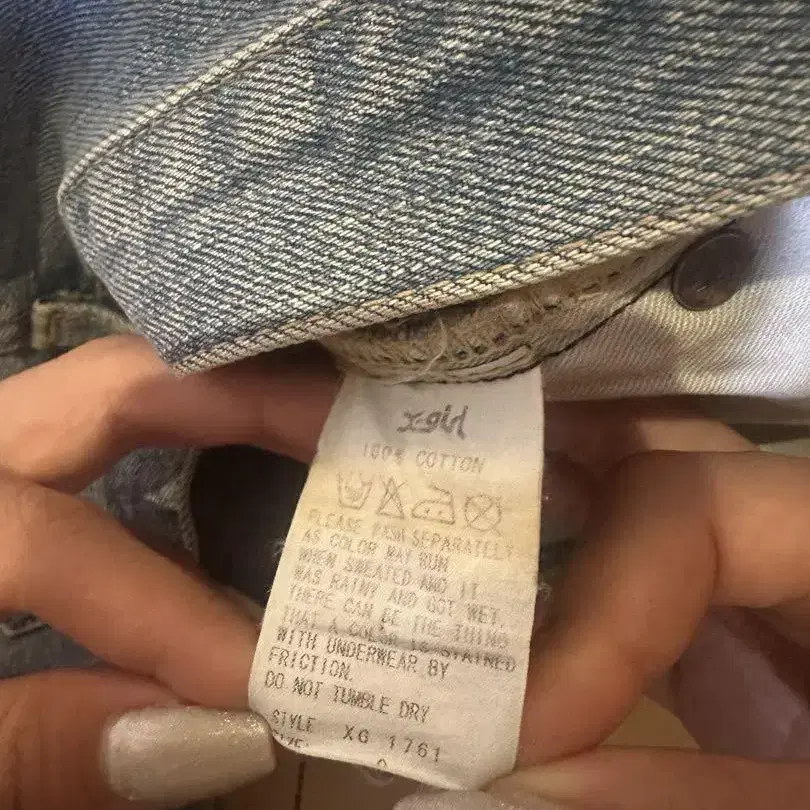 x-girl
100% COTTON
PLEASE WASH SEPARATELY
AS COLOR MAY RUN
WHEN SWEATED AND IT
WAS RAINY AND GOT WET.
THERE CAN BE THE THING
THAT A COLOR IS STAINED
WITH UNDERWEAR BY
FRICTION.
DO NOT TUMBLE DRY
STYLE XG 1761
SIZE: